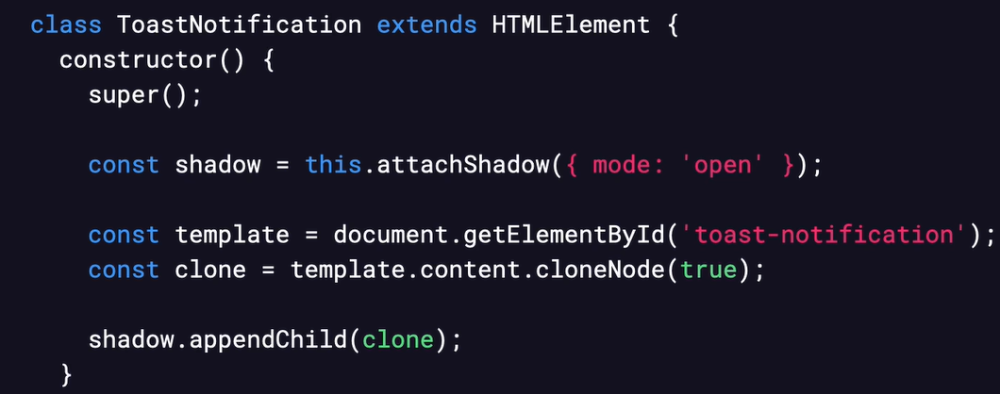 class ToastNotification extends HTMLElement {
constructor() {
super();
const shadow = this.attachShadow({ mode: 'open' });
const template = document.getElementById('toast-notification');
const clone = template.content.cloneNode(true);
shadow.appendChild(clone);
}